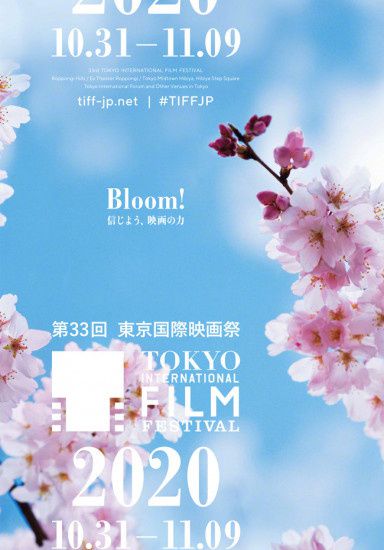 2020
10.31–11.09
33rd TOKYO INTERNATIONAL FILM FESTIVAL
Roppongi Hills / Ex Theater Roppongi / Tokyo Midtown Hibiya, Hibiya Step Square
Tokyo International Forum and Other Venues in Tokyo
tiff-jp.net | #TIFFJP
Bloom!
信じよう、映画の力
第33回 東京国際映画祭
TOKYO
INTERNATIONAL
FILM
FESTIVAL
2020
10.31–11.09